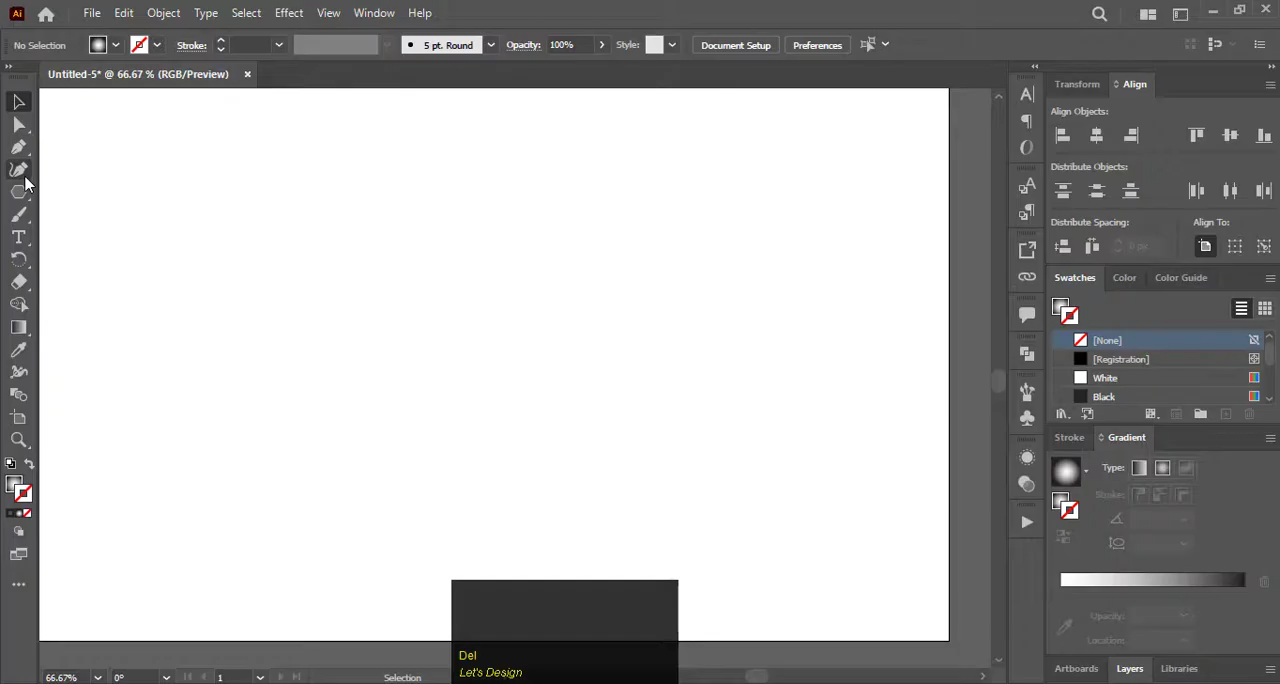 Ai File Edit Object Type Select Effect View Window Help
No Selection Stroke: 5 pt. Round Opacity: 100% Style: Document Setup Preferences
Untitled-5* @ 66.67 % (RGB/Preview) ×
Transform Align
Align Objects:
Distribute Objects:
Distribute Spacing: Align To:
0 px
Swatches Color Color Guide
[None]
[Registration]
White
Black
Stroke Gradient
Type:
Stroke:
Opacity:
Location:
Del
Let's Design
Artboards Layers Libraries
66.67% 0° 1 Selection